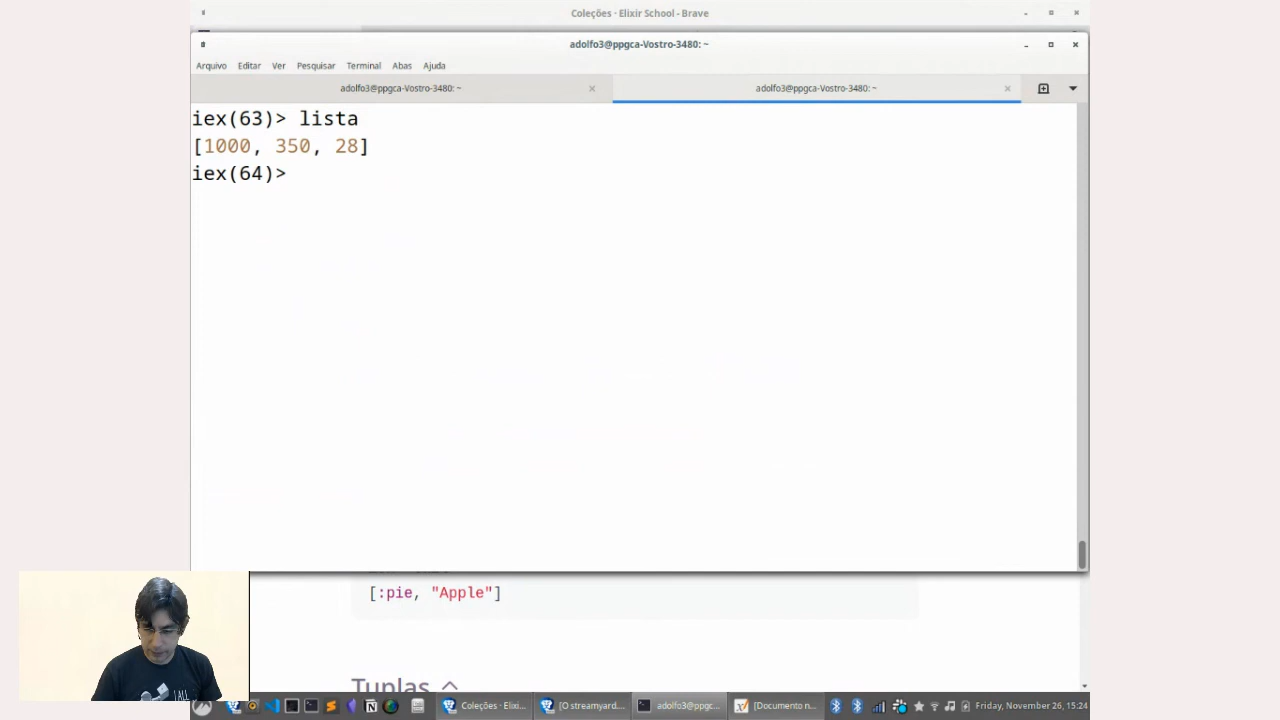 Coleções · Elixir School - Brave
adolfo3@ppgca-Vostro-3480: ~
Arquivo Editar Ver Pesquisar Terminal Abas Ajuda
adolfo3@ppgca-Vostro-3480: ~ adolfo3@ppgca-Vostro-3480: ~
iex(63)> lista
[1000, 350, 28]
iex(64)>
[:pie, "Apple"]
Tuplas
Coleções · Elixi... [O streamyard.... adolfo3@ppgc... [Documento n... Friday, November 26, 15:24